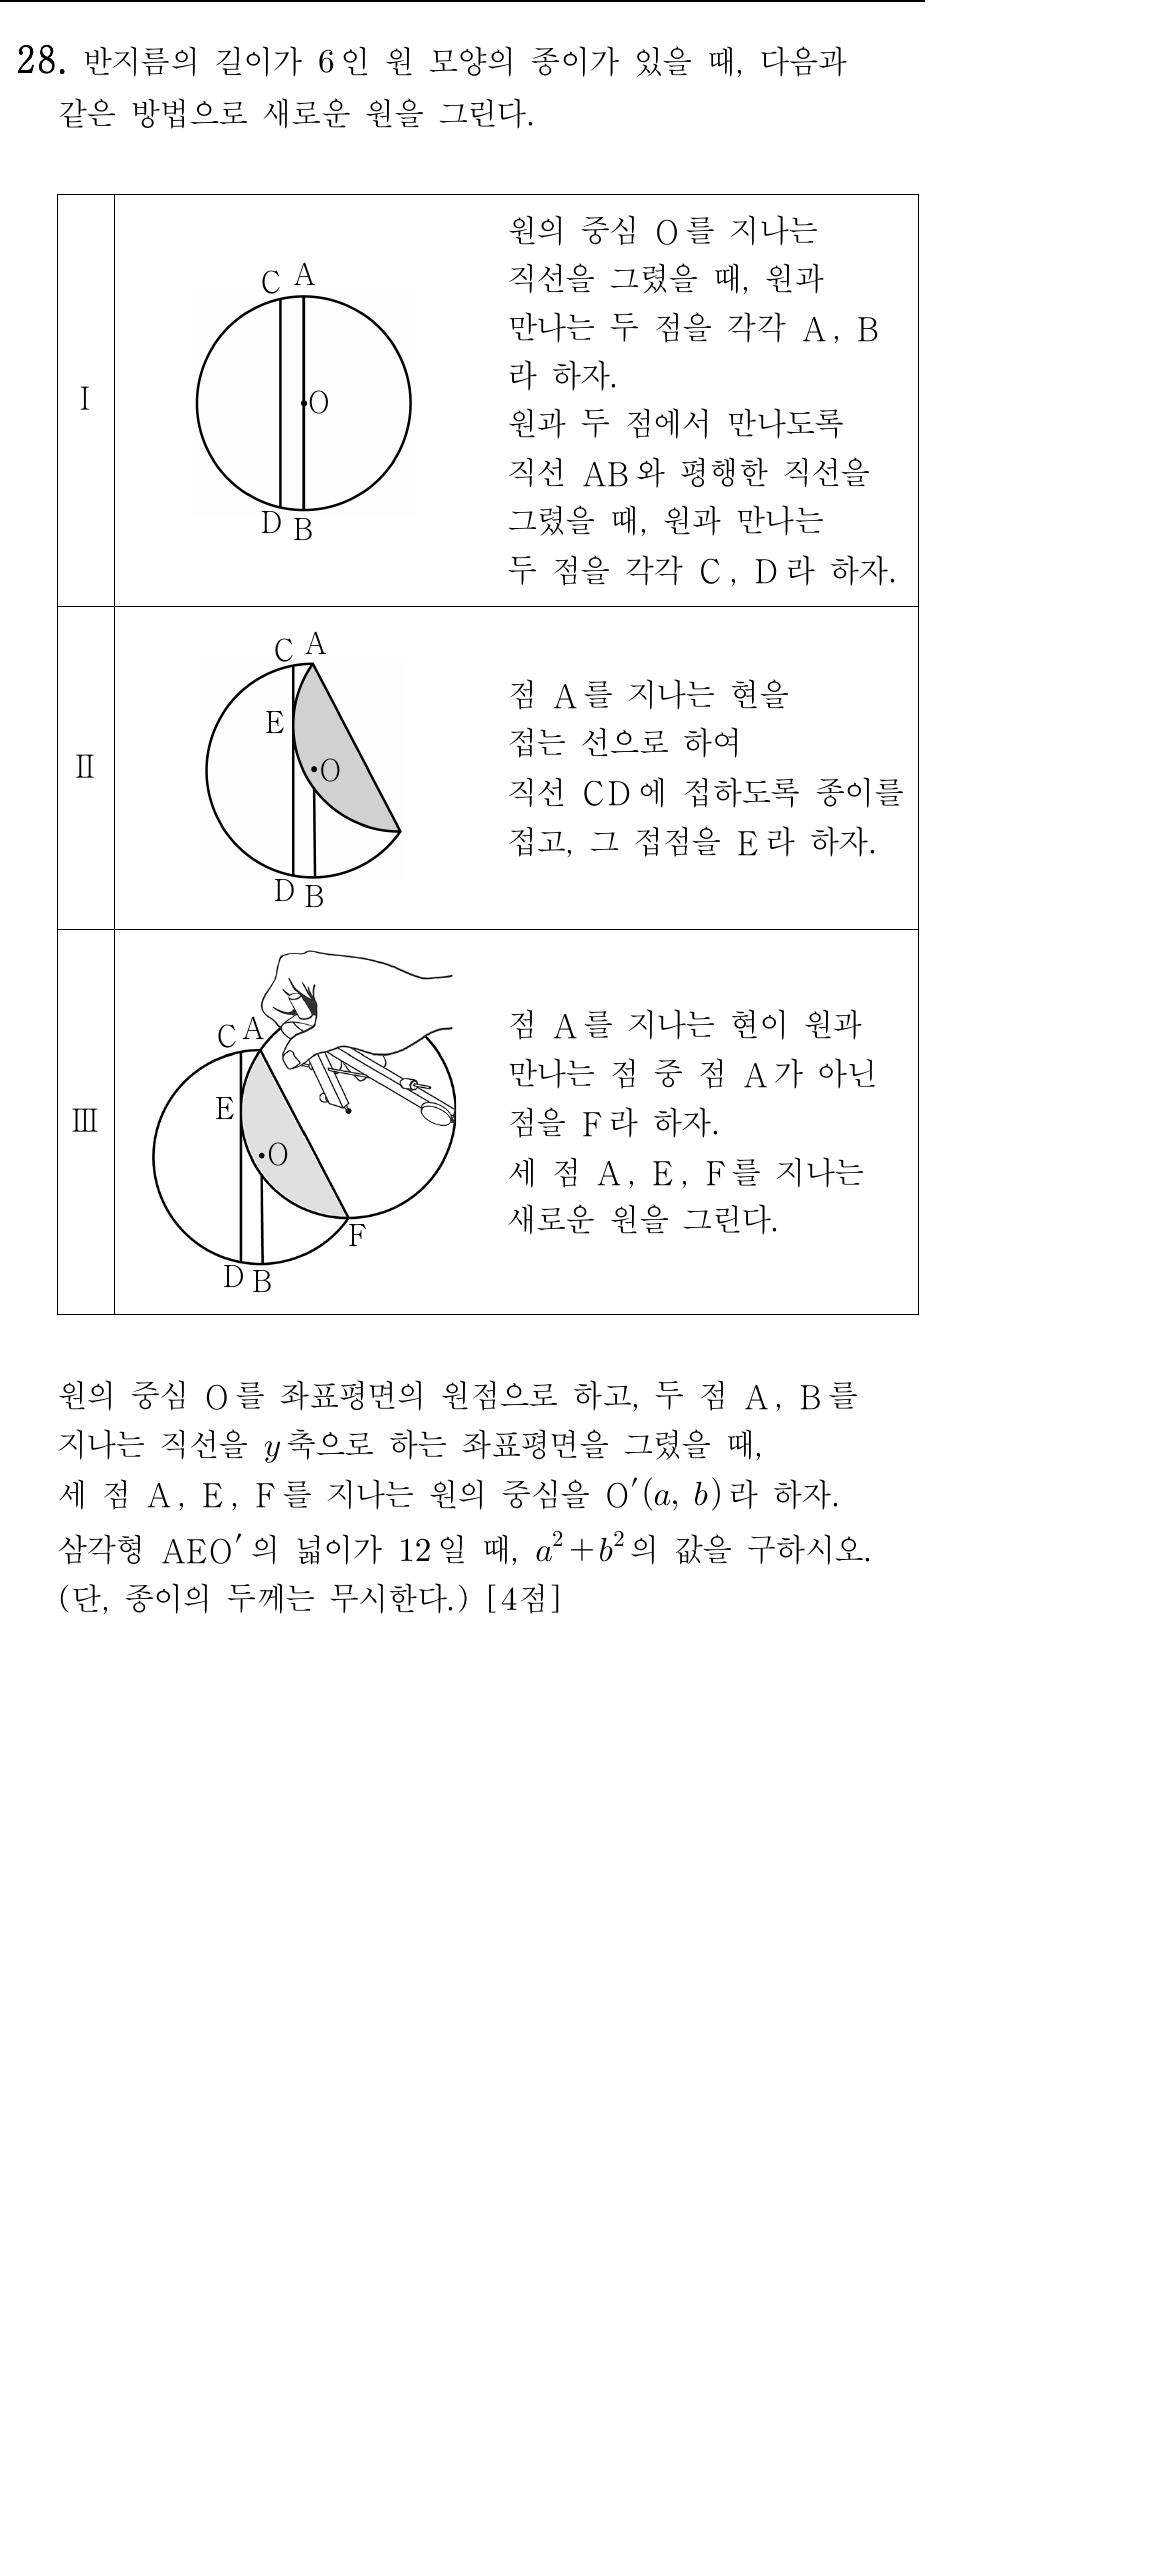 28. 반지름의 길이가 6인 원 모양의 종이가 있을 때, 다음과
같은 방법으로 새로운 원을 그린다.
Ⅰ
C A
O
D B
원의 중심 O를 지나는
직선을 그렸을 때, 원과
만나는 두 점을 각각 A, B
라 하자.
원과 두 점에서 만나도록
직선 AB와 평행한 직선을
그렸을 때, 원과 만나는
두 점을 각각 C, D라 하자.
Ⅱ
C A
E
O
D B
점 A를 지나는 현을
접는 선으로 하여
직선 CD에 접하도록 종이를
접고, 그 접점을 E라 하자.
Ⅲ
C A
E
O
F
D B
점 A를 지나는 현이 원과
만나는 점 중 점 A가 아닌
점을 F라 하자.
세 점 A, E, F를 지나는
새로운 원을 그린다.
원의 중심 O를 좌표평면의 원점으로 하고, 두 점 A, B를
지나는 직선을 y축으로 하는 좌표평면을 그렸을 때,
세 점 A, E, F를 지나는 원의 중심을 O′(a, b)라 하자.
삼각형 AEO′의 넓이가 12일 때, a²+b²의 값을 구하시오.
(단, 종이의 두께는 무시한다.) [4점]